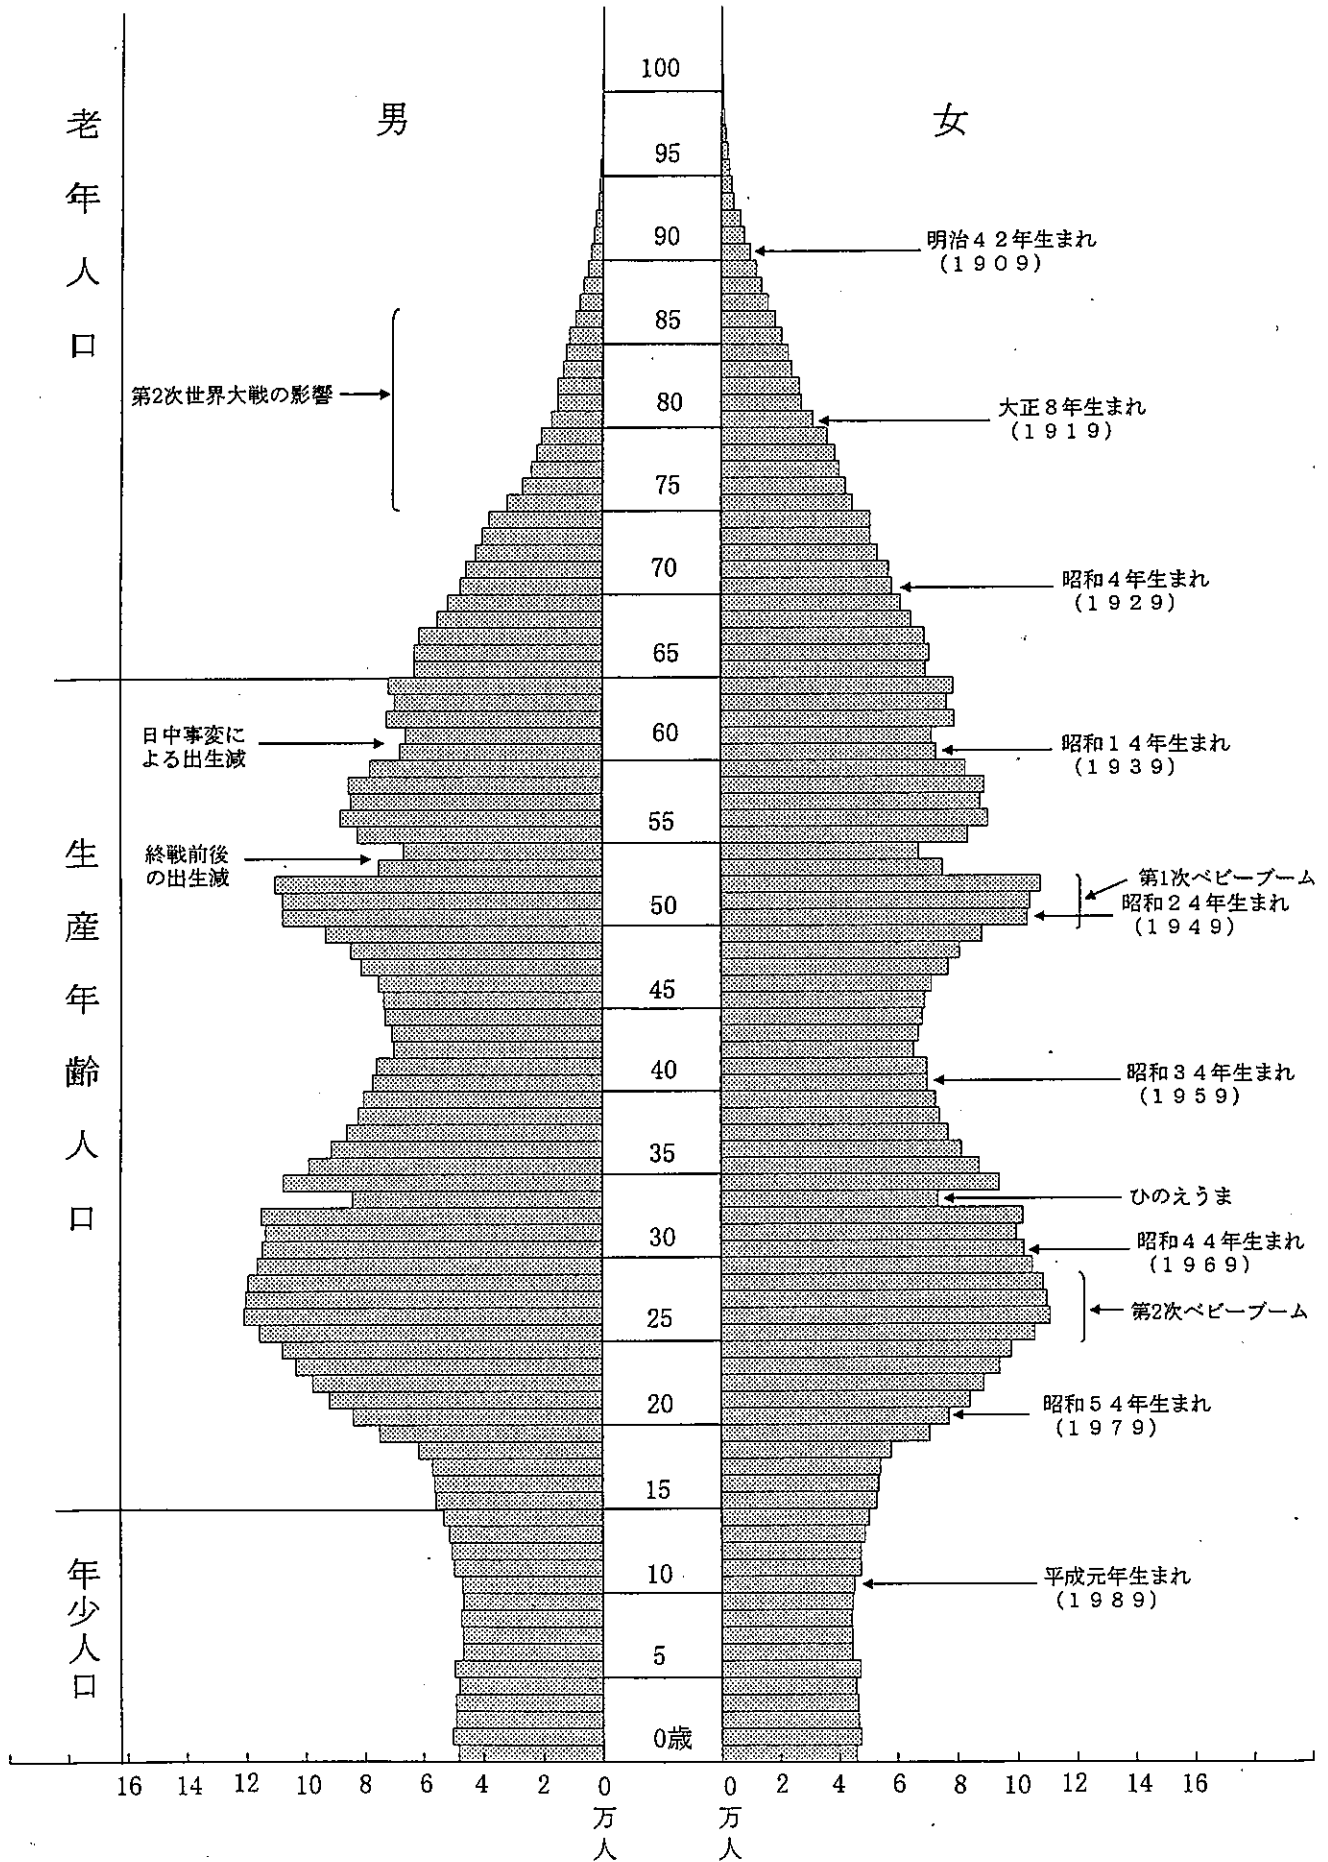 100
男
女
95
老年人口
90
明治４２年生まれ
(１９０９)
85
第2次世界大戦の影響
80
大正８年生まれ
(１９１９)
75
70
昭和４年生まれ
(１９２９)
65
日中事変に
よる出生減
60
昭和１４年生まれ
(１９３９)
55
生産年齢人口
終戦前後
の出生減
第1次ベビーブーム
50
昭和２４年生まれ
(１９４９)
45
40
昭和３４年生まれ
(１９５９)
35
ひのえうま
30
昭和４４年生まれ
(１９６９)
25
第2次ベビーブーム
20
昭和５４年生まれ
(１９７９)
15
年少人口
10
平成元年生まれ
(１９８９)
5
0歳
16 14 12 10 8 6 4 2 0 0 2 4 6 8 10 12 14 16
万人 万人